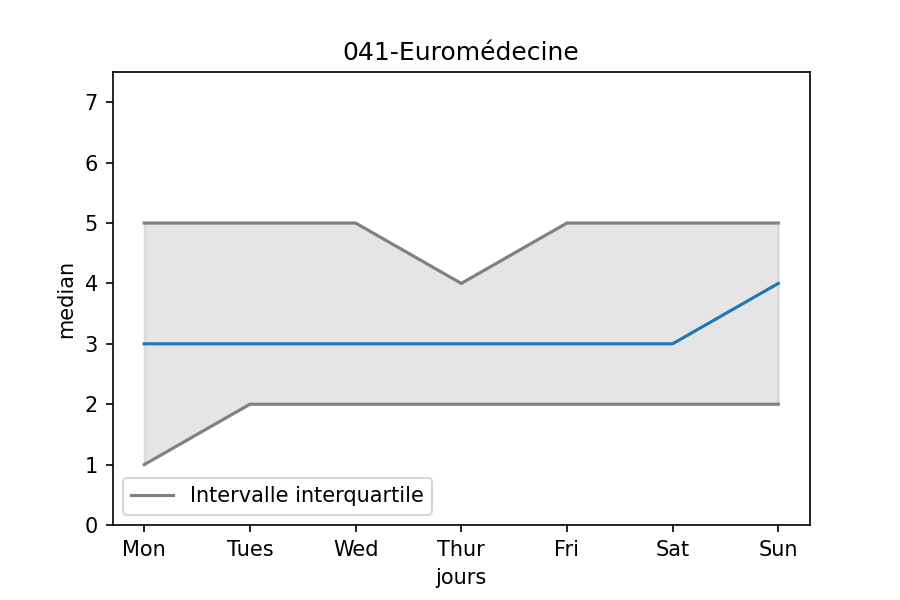 041-Euromédecine
7
6
5
4
3
2
1
0
median
Intervalle interquartile
Mon Tues Wed Thur Fri Sat Sun
jours